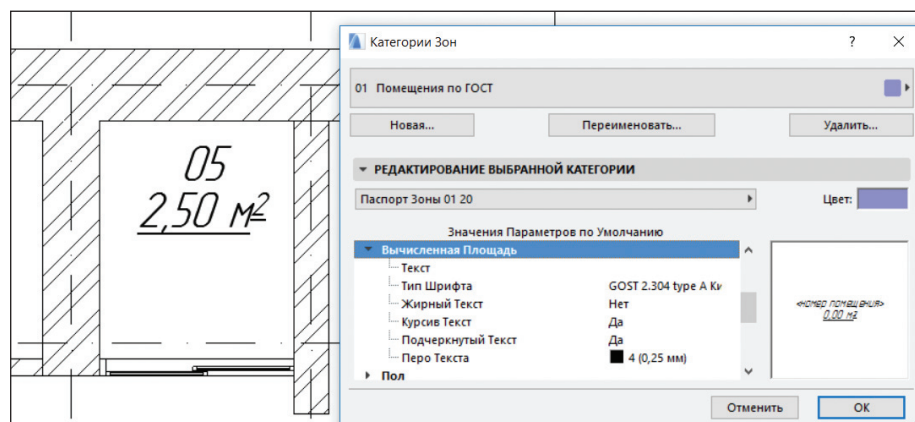 05
2,50 м²
Категории Зон
?
01 Помещения по ГОСТ
Новая...
Переименовать...
Удалить...
РЕДАКТИРОВАНИЕ ВЫБРАННОЙ КАТЕГОРИИ
Паспорт Зоны 01 20
Цвет:
Значения Параметров по Умолчанию
Вычисленная Площадь
Текст
Тип Шрифта GOST 2.304 type A Ки
Жирный Текст Нет
Курсив Текст Да
Подчеркнутый Текст Да
Перо Текста 4 (0,25 мм)
Пол
<номер помещения>
0,00 м²
Отменить
OK